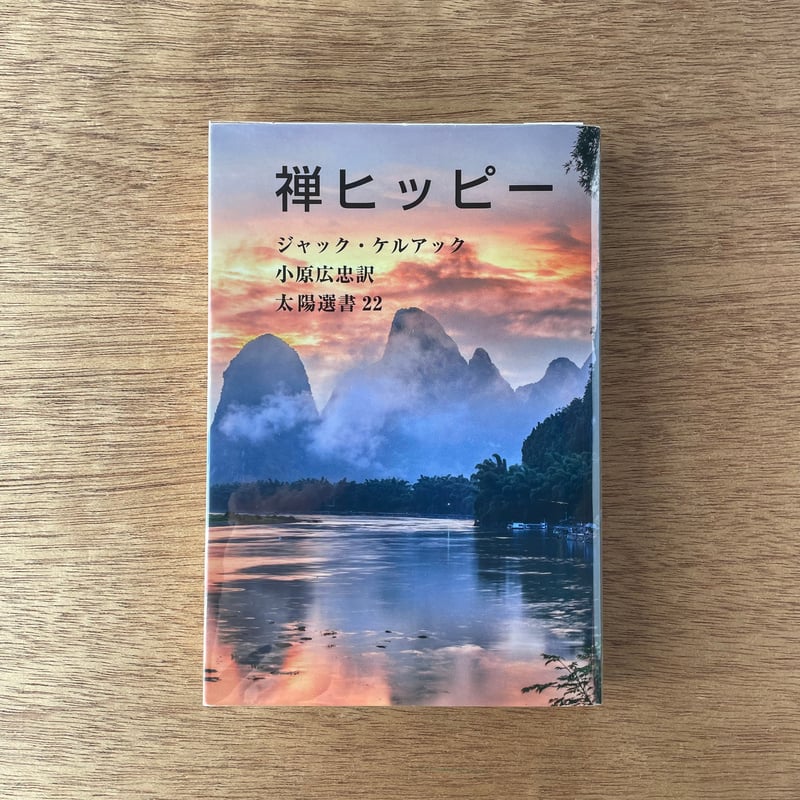 禅ヒッピー
ジャック・ケルアック
小原広忠訳
太陽選書 22